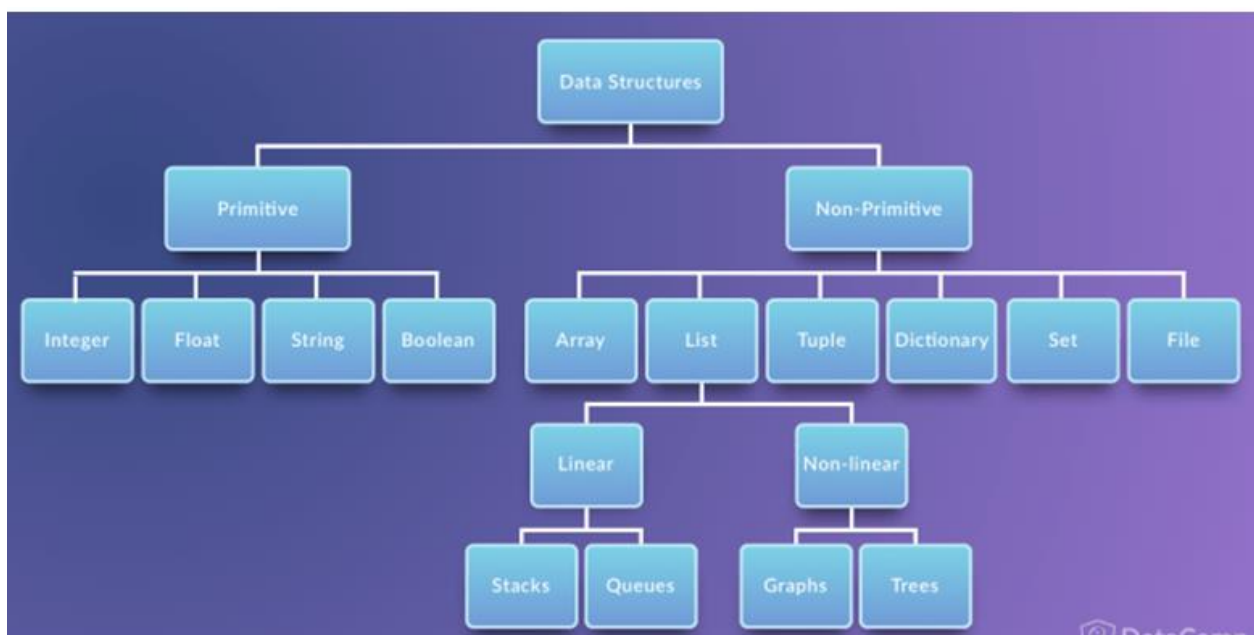 Data Structures
Primitive
Non-Primitive
Integer
Float
String
Boolean
Array
List
Tuple
Dictionary
Set
File
Linear
Non-linear
Stacks
Queues
Graphs
Trees